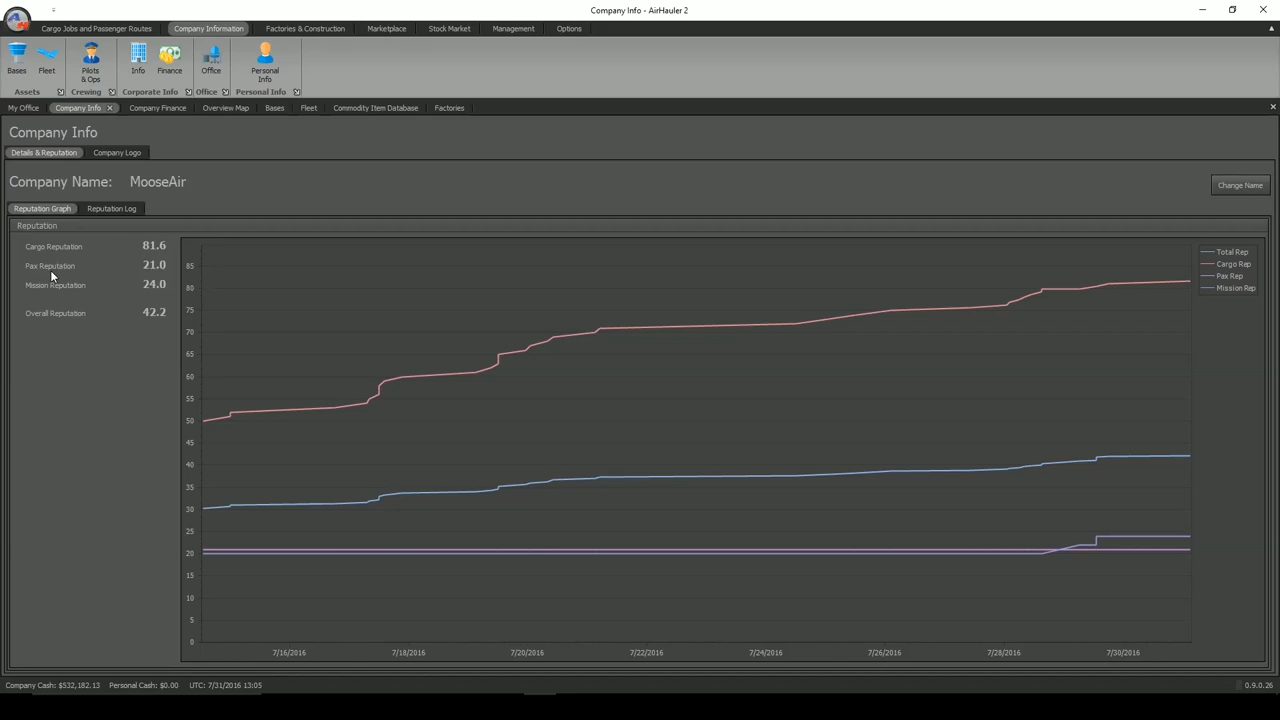 Company Info - AirHauler 2
Cargo Jobs and Passenger Routes Company Information Factories & Construction Marketplace Stock Market Management Options
Bases Fleet Pilots & Ops Info Finance Office Personal Info
Assets Crewing Corporate Info Office Personal Info
My Office Company Info Company Finance Overview Map Bases Fleet Commodity Item Database Factories
Company Info
Details & Reputation Company Logo
Company Name: MooseAir
Change Name
Reputation Graph Reputation Log
Reputation
Cargo Reputation 81.6
Pax Reputation 21.0
Mission Reputation 24.0
Overall Reputation 42.2
Total Rep
Cargo Rep
Pax Rep
Mission Rep
85
80
75
70
65
60
55
50
45
40
35
30
25
20
15
10
5
0
7/16/2016 7/18/2016 7/20/2016 7/22/2016 7/24/2016 7/26/2016 7/28/2016 7/30/2016
Company Cash: $532,182.13 Personal Cash: $0.00 UTC: 7/31/2016 13:05 0.9.0.26